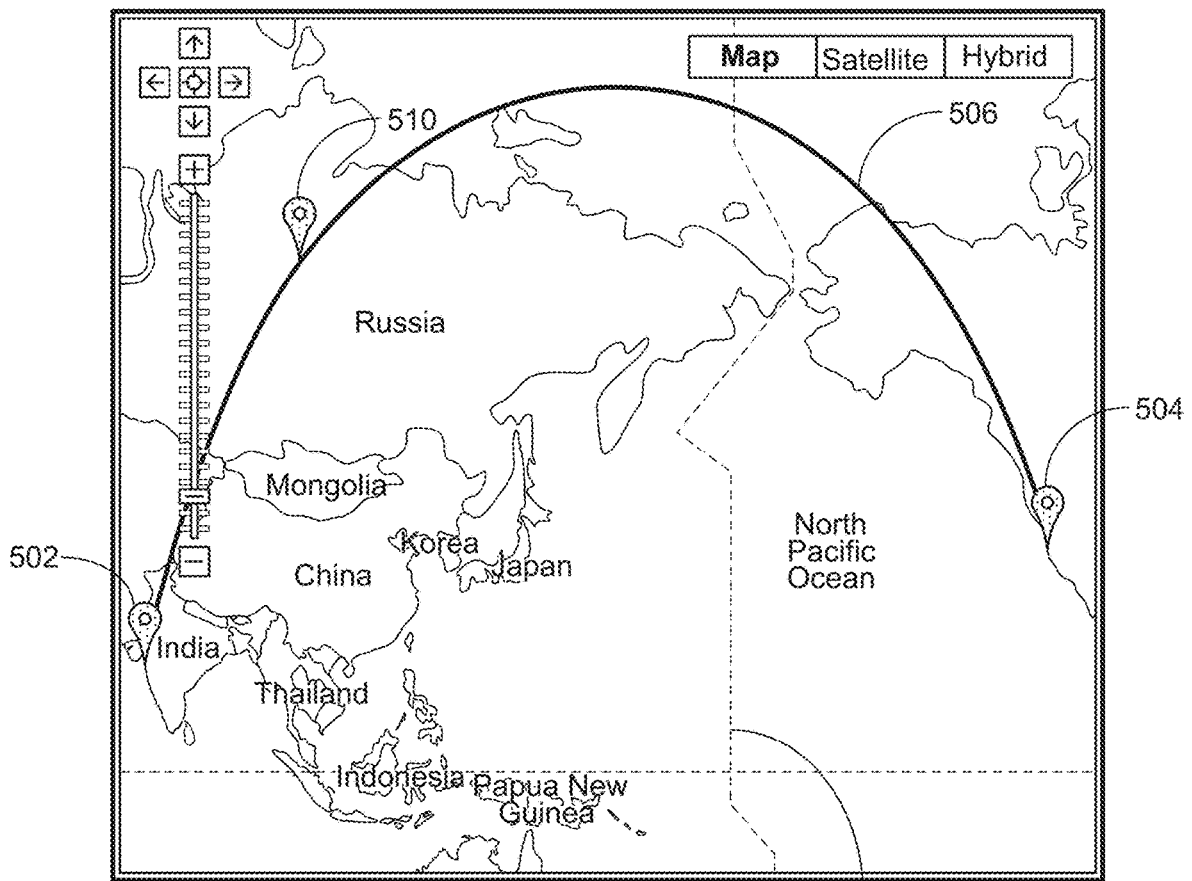 Map
Satellite
Hybrid
510
506
Russia
504
Mongolia
North
Pacific
Ocean
502
Korea
Japan
China
India
Thailand
Indonesia
Papua New
Guinea